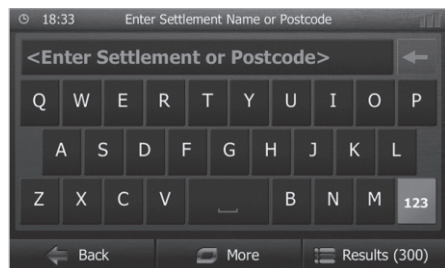 18:33 Enter Settlement Name or Postcode
<Enter Settlement or Postcode>
Q W E R T Y U I O P
A S D F G H J K L
Z X C V B N M 123
Back More Results (300)